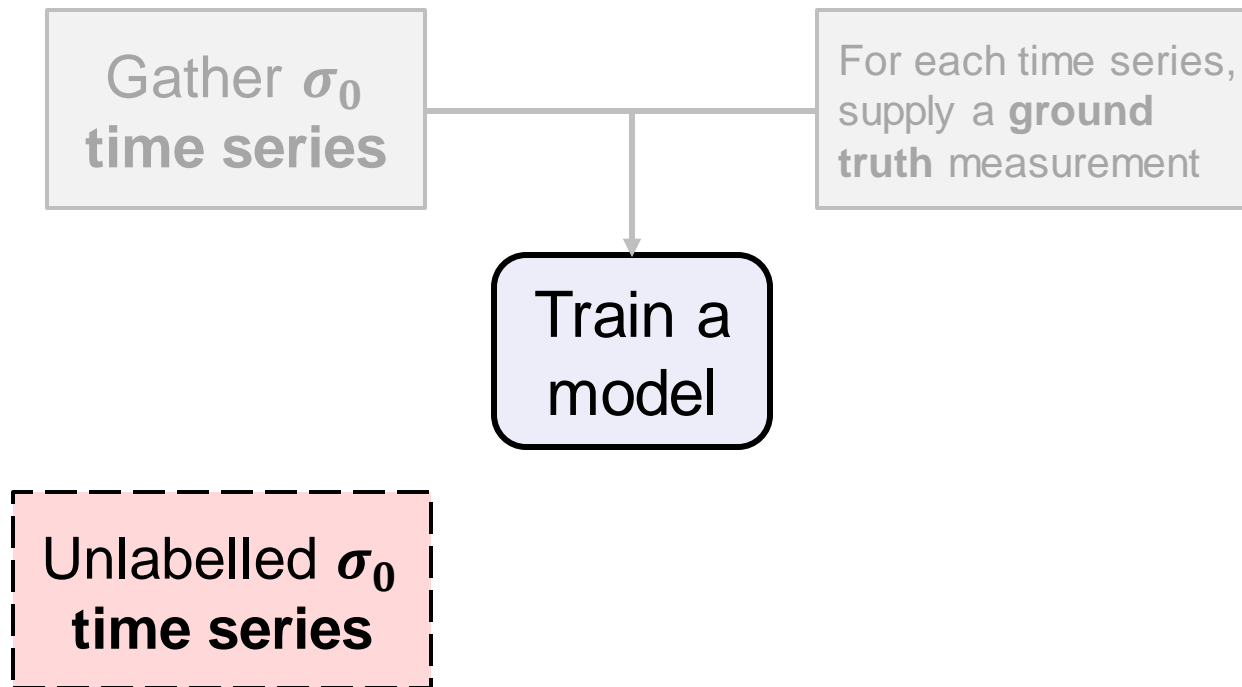 Gather σ₀
time series
For each time series,
supply a ground
truth measurement
Train a
model
Unlabelled σ₀
time series